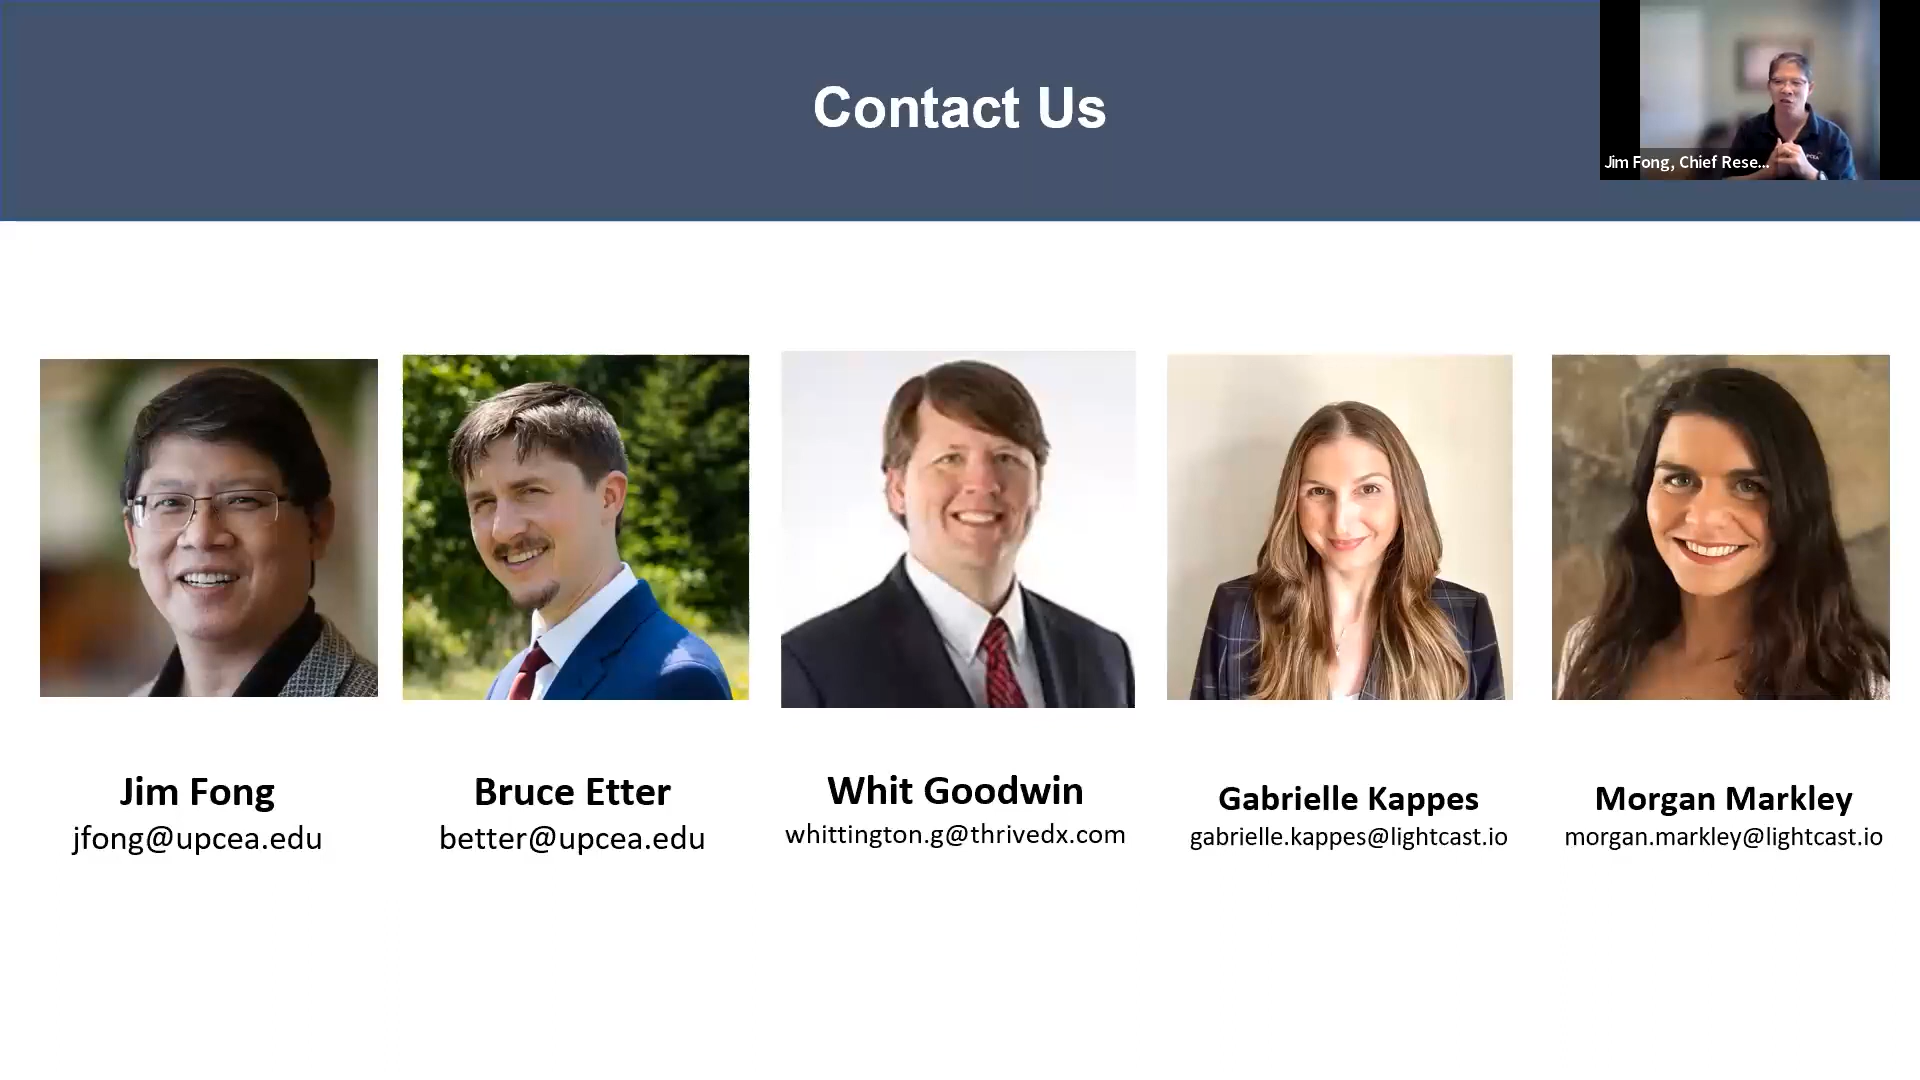 Contact Us
Jim Fong, Chief Rese...
Jim Fong
jfong@upcea.edu
Bruce Etter
better@upcea.edu
Whit Goodwin
whittington.g@thrivedx.com
Gabrielle Kappes
gabrielle.kappes@lightcast.io
Morgan Markley
morgan.markley@lightcast.io